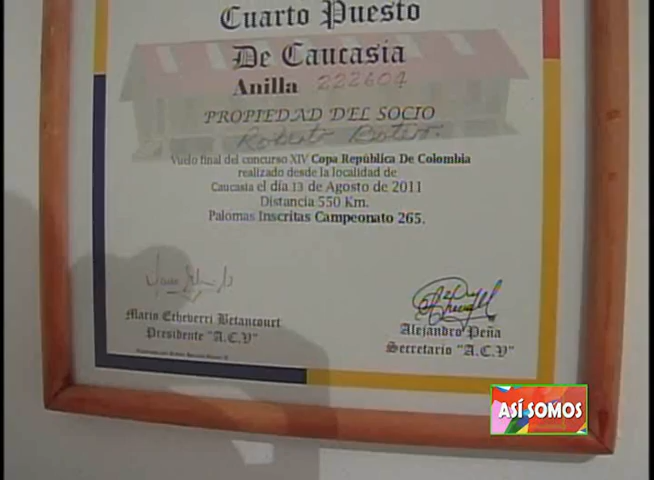 Cuarto Puesto
De Caucasia
Anilla 222604
PROPIEDAD DEL SOCIO
Roberto Botero.
Vuelo final del concurso XIV Copa República De Colombia
realizado desde la localidad de
Caucasia el día 13 de Agosto de 2011
Distancia 550 Km.
Palomas Inscritas Campeonato 265.
Mario Echeverri Betancourt
Presidente "A.C.V"
Alejandro Peña
Secretario "A.C.V"
ASÍ SOMOS